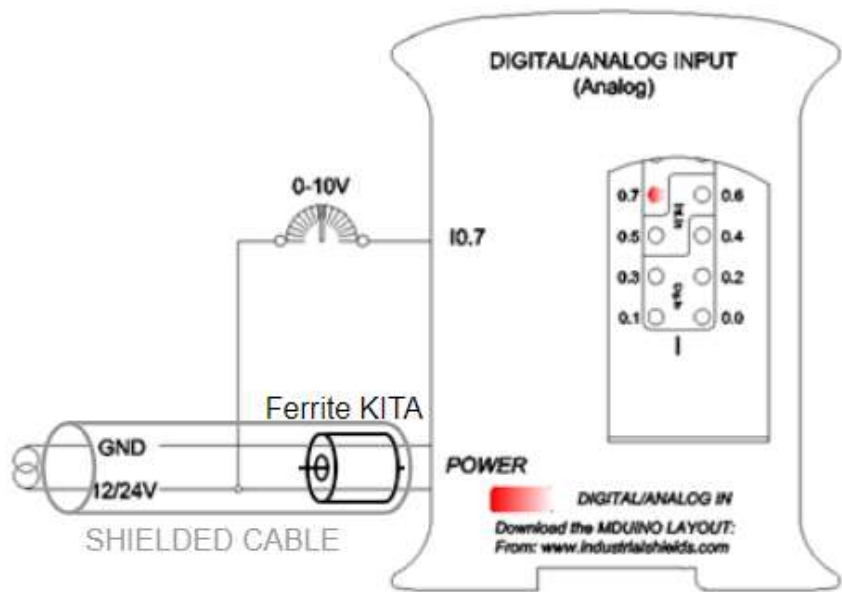 DIGITAL/ANALOG INPUT
(Analog)
0-10V
I0.7
0.7
0.6
0.5
0.4
0.3
0.2
0.1
0.0
I
Ferrite KITA
GND
12/24V
SHIELDED CABLE
POWER
DIGITAL/ANALOG IN
Download the MDUINO LAYOUT:
From: www.industrialshields.com